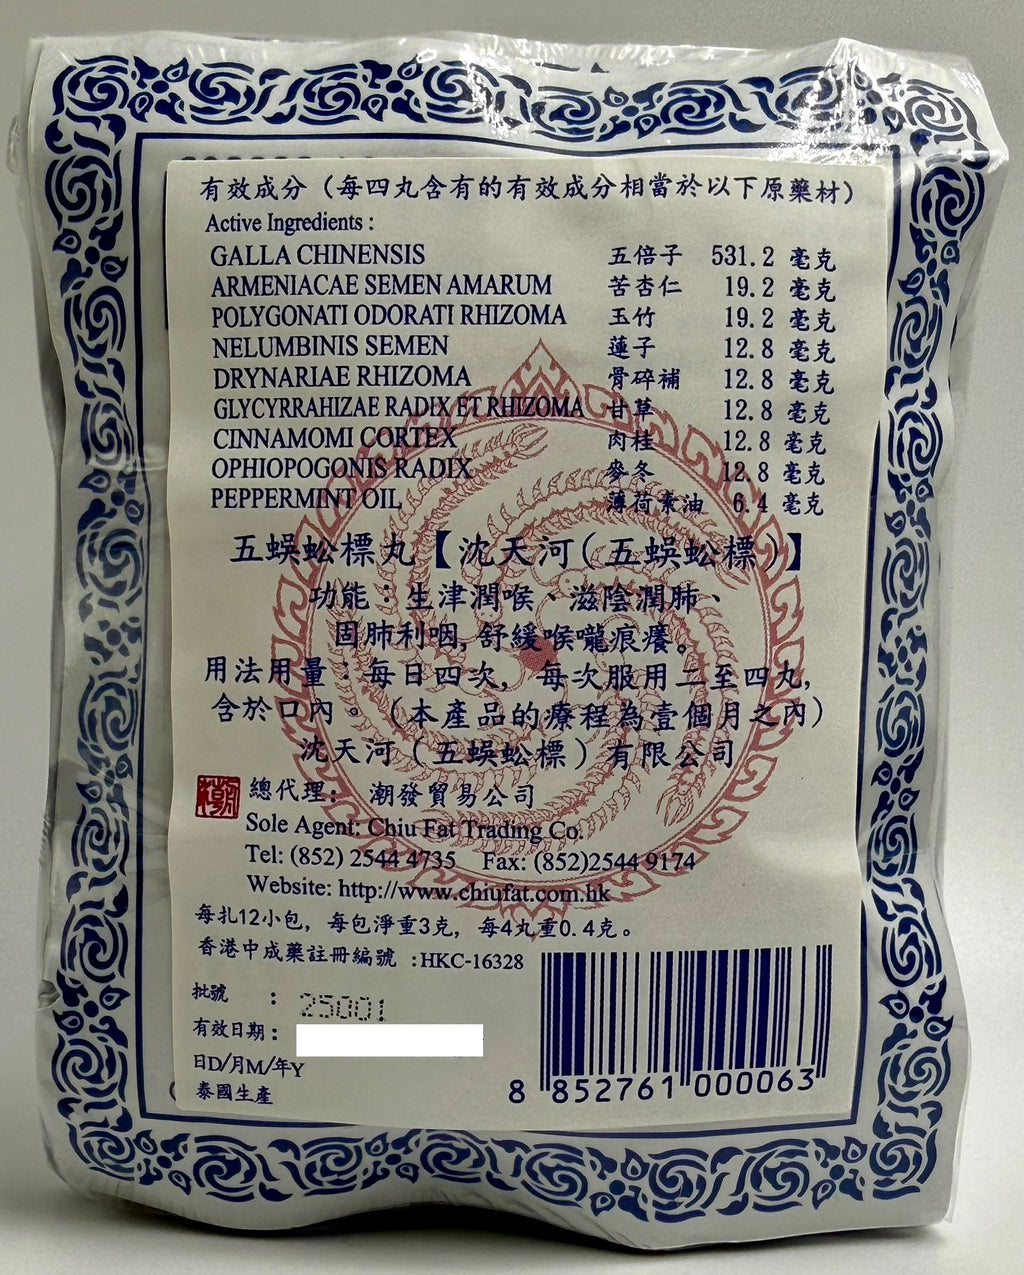 有效成分（每四丸含有的有效成分相當於以下原藥材）
Active Ingredients :
GALLA CHINENSIS 五倍子 531.2 毫克
ARMENIACAE SEMEN AMARUM 苦杏仁 19.2 毫克
POLYGONATI ODORATI RHIZOMA 玉竹 19.2 毫克
NELUMBINIS SEMEN 蓮子 12.8 毫克
DRYNARIAE RHIZOMA 骨碎補 12.8 毫克
GLYCYRRAHIZAE RADIX ET RHIZOMA 甘草 12.8 毫克
CINNAMOMI CORTEX 肉桂 12.8 毫克
OPHIOPOGONIS RADIX 麥冬 12.8 毫克
PEPPERMINT OIL 薄荷素油 6.4 毫克
五蜈蚣標丸【沈天河（五蜈蚣標）】
功能：生津潤喉、滋陰潤肺、
固肺利咽, 舒緩喉嚨痕癢。
用法用量：每日四次, 每次服用二至四丸,
含於口內。（本產品的療程為壹個月之內）
沈天河（五蜈蚣標）有限公司
總代理： 潮發貿易公司
Sole Agent: Chiu Fat Trading Co.
Tel: (852) 2544 4735 Fax: (852)2544 9174
Website: http://www.chiufat.com.hk
每扎12小包, 每包淨重3克, 每4丸重0.4克。
香港中成藥註冊編號 :HKC-16328
批號 : 25001
有效日期:
日D/月M/年Y
泰國生產
8 852761 000063